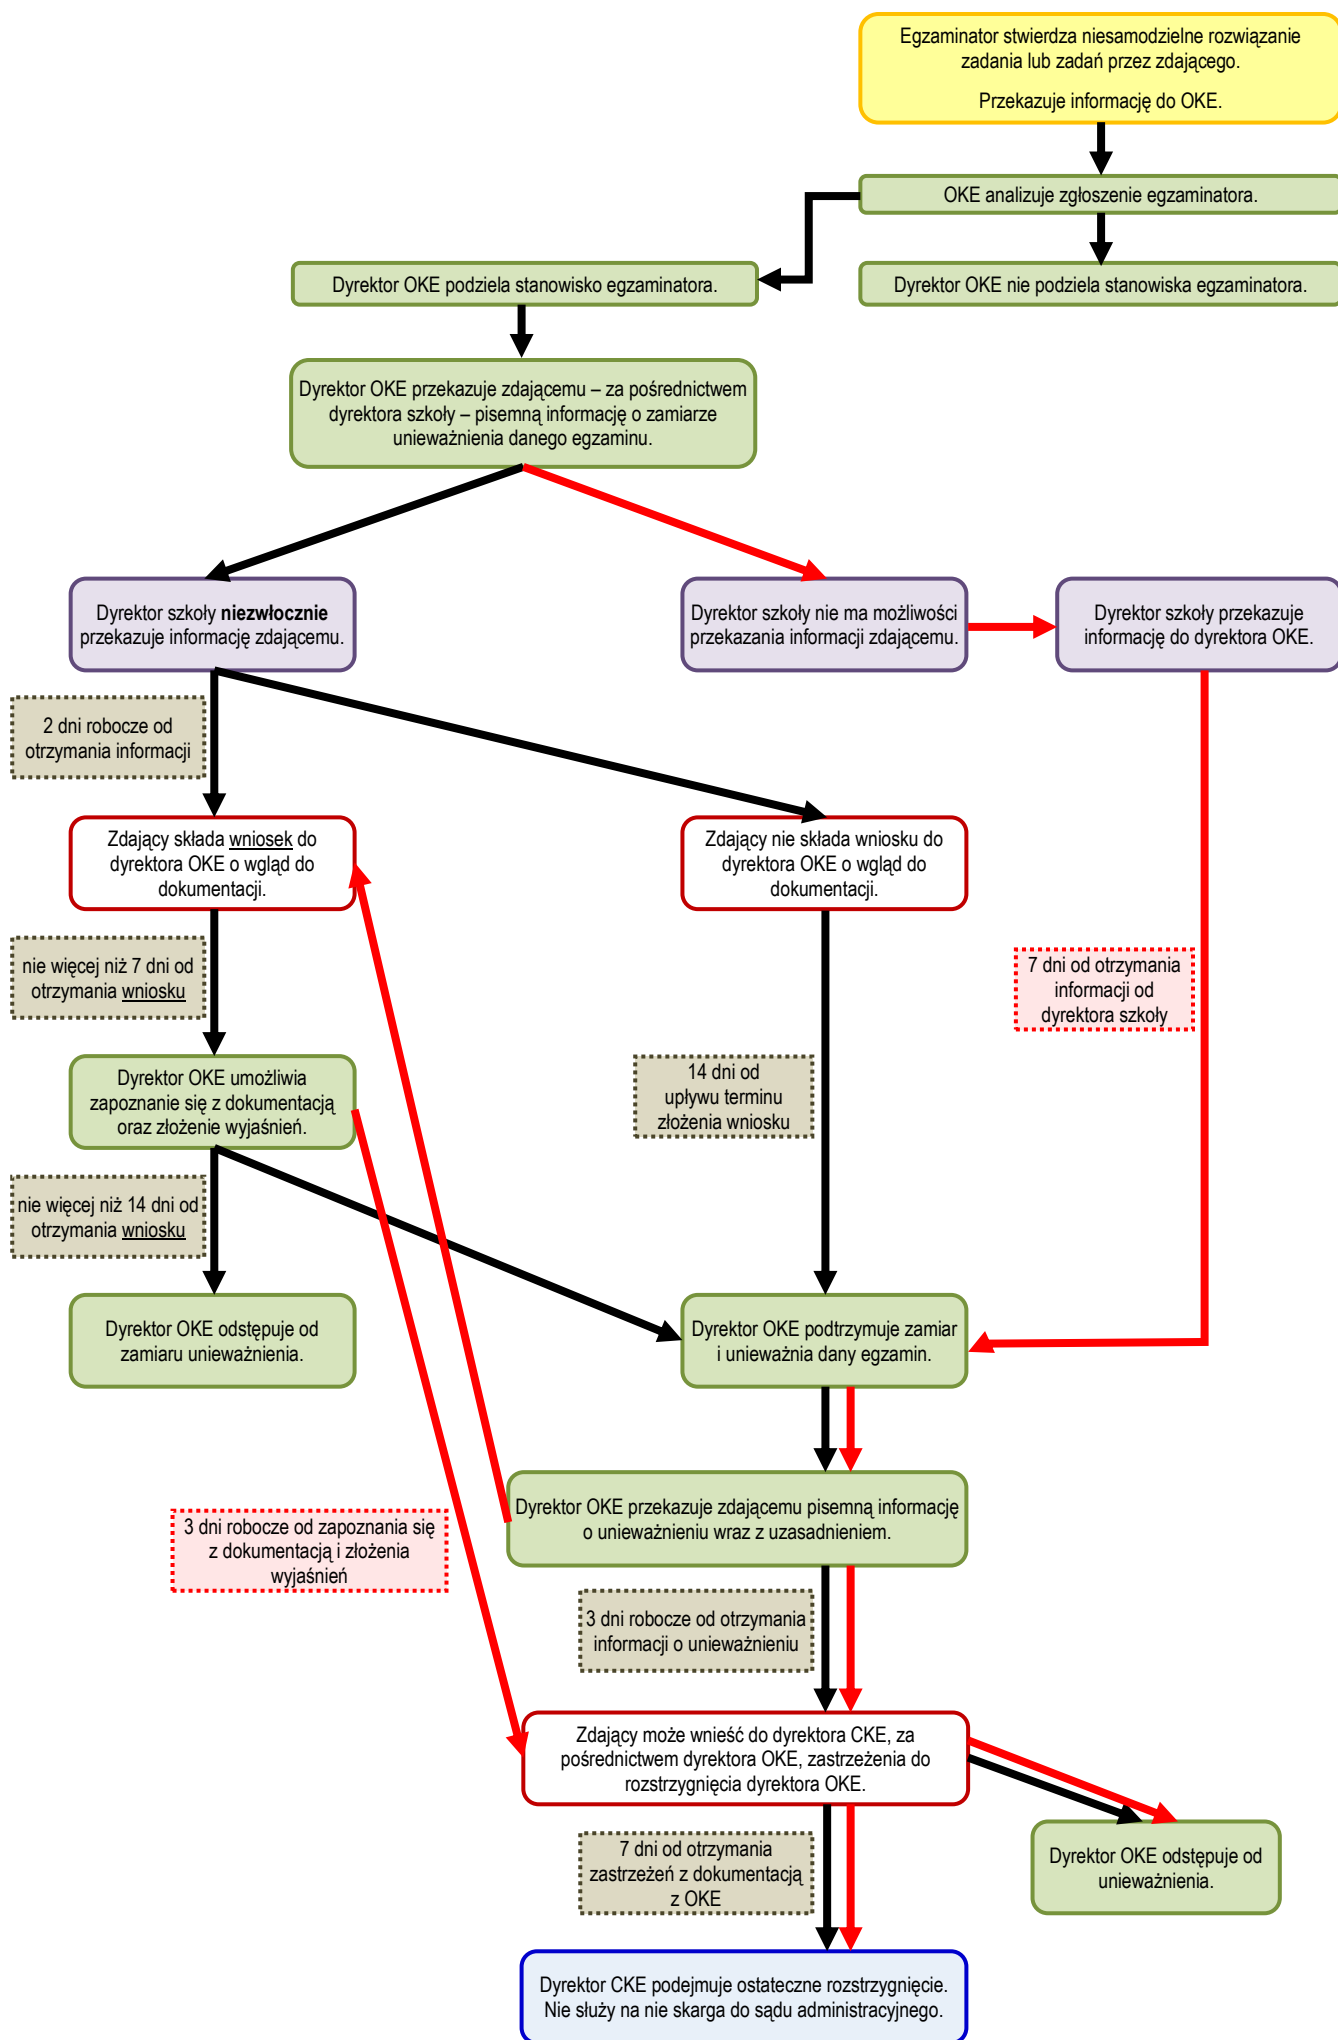 Egzaminator stwierdza niesamodzielne rozwiązanie
zadania lub zadań przez zdającego.
Przekazuje informację do OKE.
OKE analizuje zgłoszenie egzaminatora.
Dyrektor OKE podziela stanowisko egzaminatora.
Dyrektor OKE nie podziela stanowiska egzaminatora.
Dyrektor OKE przekazuje zdającemu – za pośrednictwem
dyrektora szkoły – pisemną informację o zamiarze
unieważnienia danego egzaminu.
Dyrektor szkoły niezwłocznie
przekazuje informację zdającemu.
Dyrektor szkoły nie ma możliwości
przekazania informacji zdającemu.
Dyrektor szkoły przekazuje
informację do dyrektora OKE.
2 dni robocze od
otrzymania informacji
Zdający składa wniosek do
dyrektora OKE o wgląd do
dokumentacji.
Zdający nie składa wniosku do
dyrektora OKE o wgląd do
dokumentacji.
nie więcej niż 7 dni od
otrzymania wniosku
7 dni od otrzymania
informacji od
dyrektora szkoły
Dyrektor OKE umożliwia
zapoznanie się z dokumentacją
oraz złożenie wyjaśnień.
14 dni od
upływu terminu
złożenia wniosku
nie więcej niż 14 dni od
otrzymania wniosku
Dyrektor OKE odstępuje od
zamiaru unieważnienia.
Dyrektor OKE podtrzymuje zamiar
i unieważnia dany egzamin.
Dyrektor OKE przekazuje zdającemu pisemną informację
o unieważnieniu wraz z uzasadnieniem.
3 dni robocze od zapoznania się
z dokumentacją i złożenia
wyjaśnień
3 dni robocze od otrzymania
informacji o unieważnieniu
Zdający może wnieść do dyrektora CKE, za
pośrednictwem dyrektora OKE, zastrzeżenia do
rozstrzygnięcia dyrektora OKE.
7 dni od otrzymania
zastrzeżeń z dokumentacją
z OKE
Dyrektor OKE odstępuje od
unieważnienia.
Dyrektor CKE podejmuje ostateczne rozstrzygnięcie.
Nie służy na nie skarga do sądu administracyjnego.